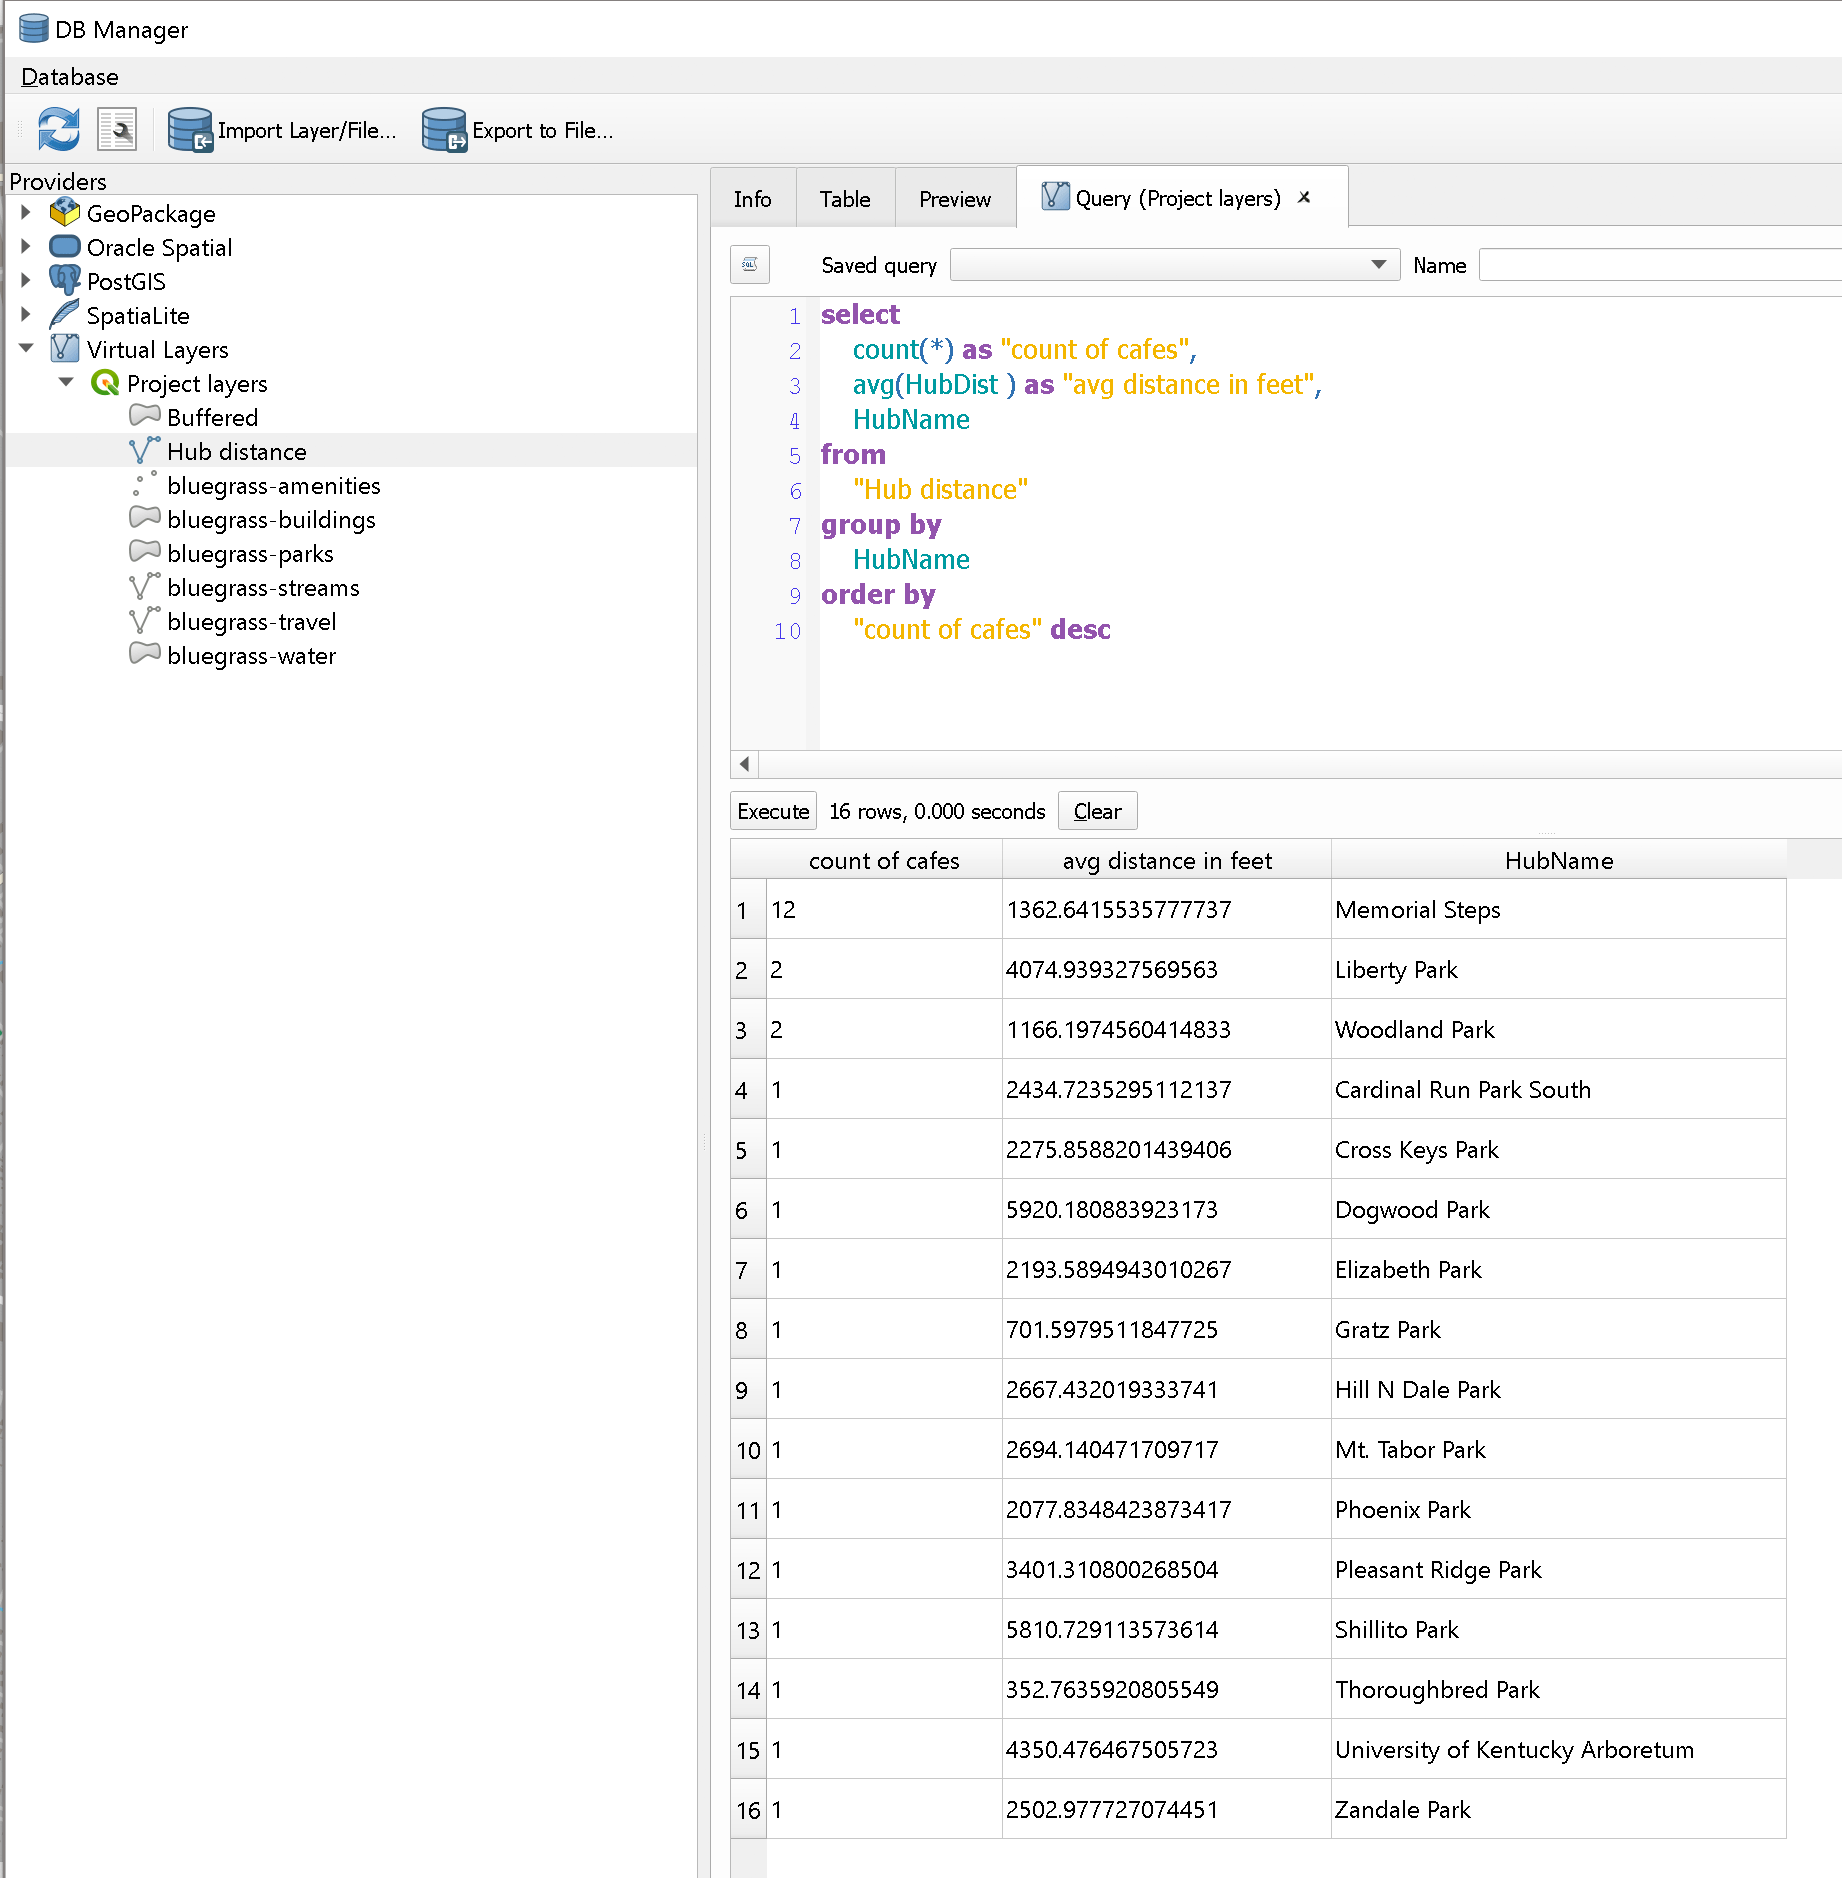 DB Manager
Database
Import Layer/File...
Export to File...
Providers
GeoPackage
Oracle Spatial
PostGIS
SpatiaLite
Virtual Layers
Project layers
Buffered
Hub distance
bluegrass-amenities
bluegrass-buildings
bluegrass-parks
bluegrass-streams
bluegrass-travel
bluegrass-water
Info Table Preview Query (Project layers) x
SQL Saved query Name
1 select
2 count(*) as "count of cafes",
3 avg(HubDist ) as "avg distance in feet",
4 HubName
5 from
6 "Hub distance"
7 group by
8 HubName
9 order by
10 "count of cafes" desc
Execute 16 rows, 0.000 seconds Clear
count of cafes avg distance in feet HubName
1 12 1362.6415535777737 Memorial Steps
2 2 4074.939327569563 Liberty Park
3 2 1166.1974560414833 Woodland Park
4 1 2434.7235295112137 Cardinal Run Park South
5 1 2275.8588201439406 Cross Keys Park
6 1 5920.180883923173 Dogwood Park
7 1 2193.5894943010267 Elizabeth Park
8 1 701.5979511847725 Gratz Park
9 1 2667.432019333741 Hill N Dale Park
10 1 2694.140471709717 Mt. Tabor Park
11 1 2077.8348423873417 Phoenix Park
12 1 3401.310800268504 Pleasant Ridge Park
13 1 5810.729113573614 Shillito Park
14 1 352.7635920805549 Thoroughbred Park
15 1 4350.476467505723 University of Kentucky Arboretum
16 1 2502.977727074451 Zandale Park